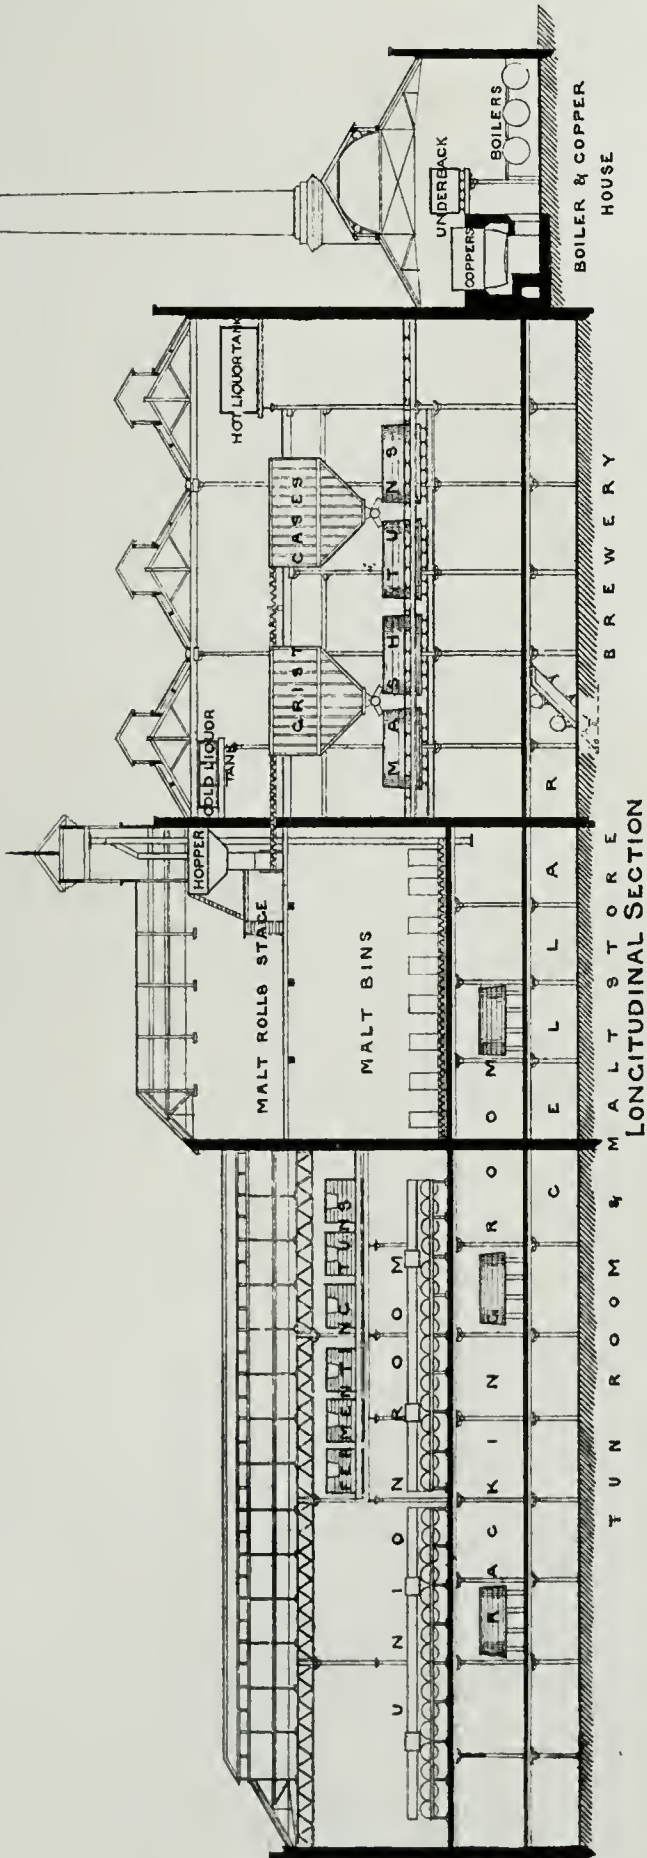 UNION ROOM
FERMENTING TUNS
RACKING ROOM
CELLAR
MALT ROLLS STAGE
MALT BINS
HOPPER
COLD LIQUOR
TANK
GRIST CASES
MASH TUNS
HOT LIQUOR TANK
COPPERS
UNDERBACK
BOILERS
TUN ROOM & MALT STORE
BREWERY
BOILER & COPPER
HOUSE
LONGITUDINAL SECTION